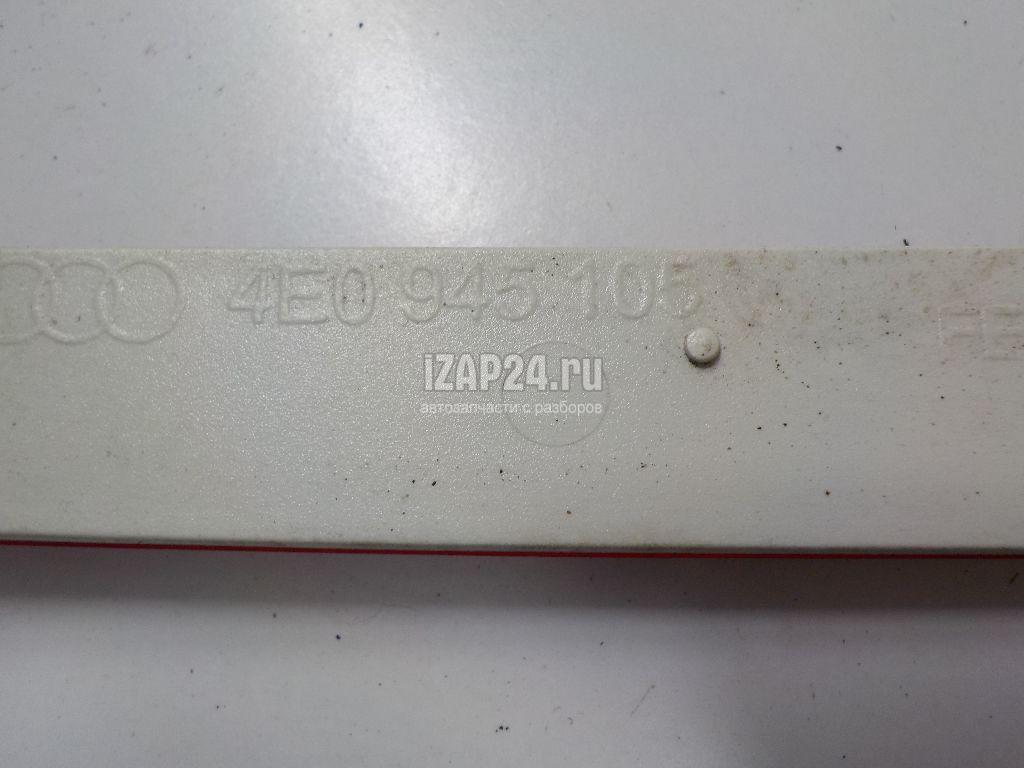 4E0 945 105
iZAP24.ru
автозапчасти с разборов